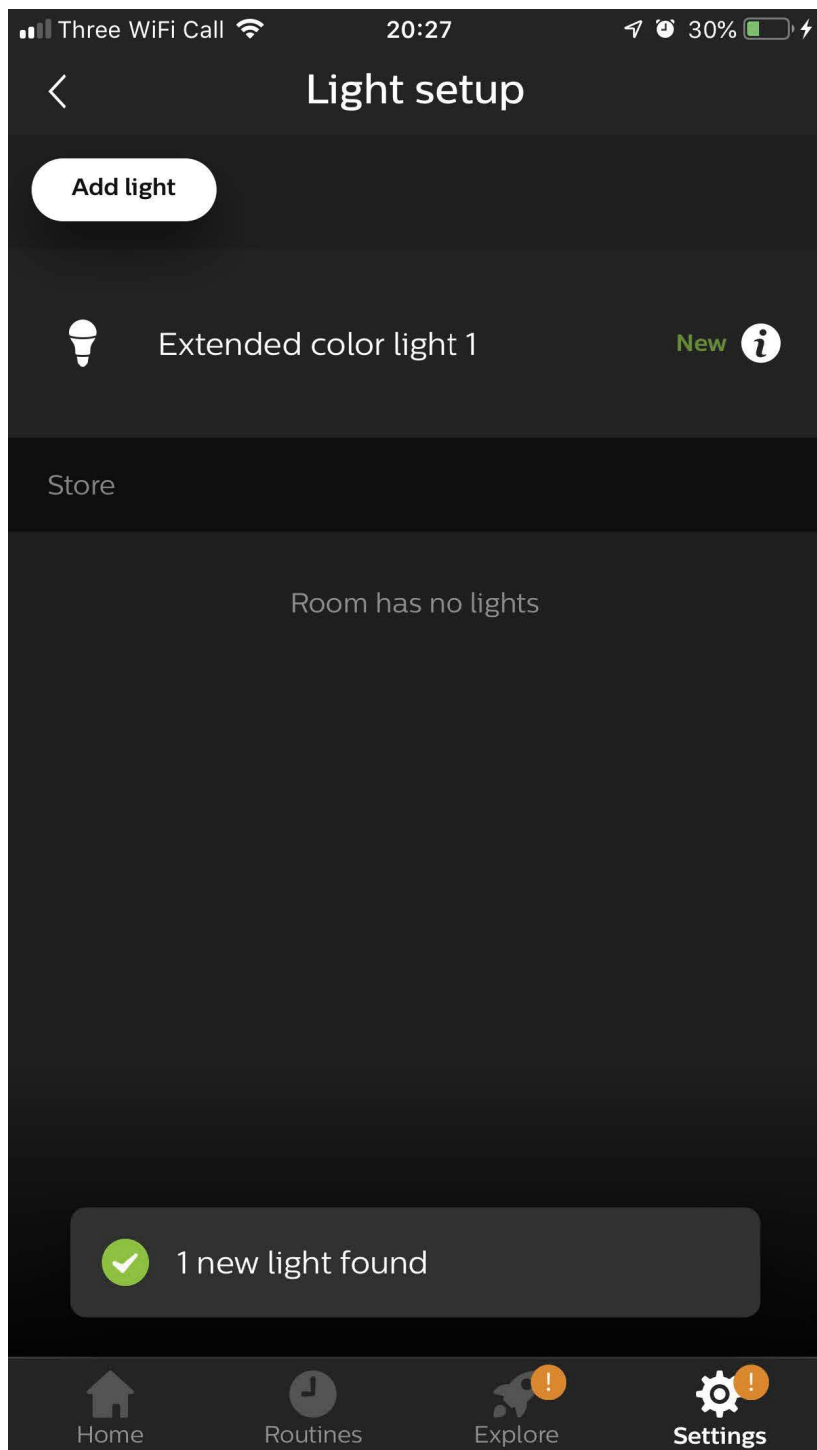 Three WiFi Call 20:27 30%
Light setup
Add light
Extended color light 1 New i
Store
Room has no lights
1 new light found
! !
Home Routines Explore Settings